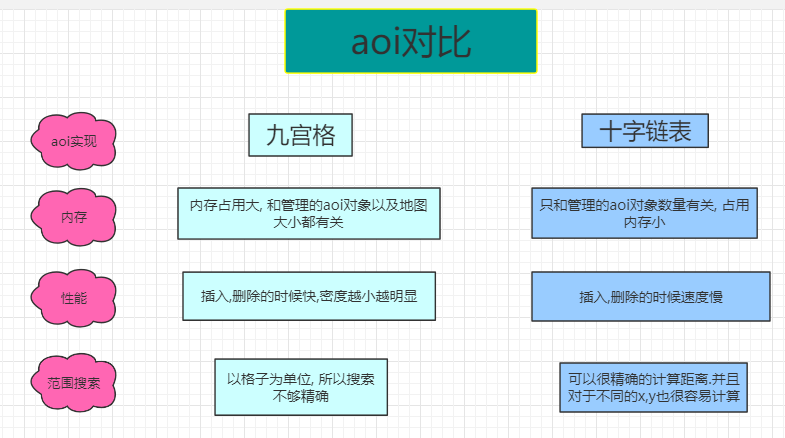 aoi对比
aoi实现
九宫格
十字链表
内存
内存占用大, 和管理的aoi对象以及地图
大小都有关
只和管理的aoi对象数量有关, 占用
内存小
性能
插入,删除的时候快,密度越小越明显
插入,删除的时候速度慢
范围搜索
以格子为单位, 所以搜索
不够精确
可以很精确的计算距离.并且
对于不同的x,y也很容易计算